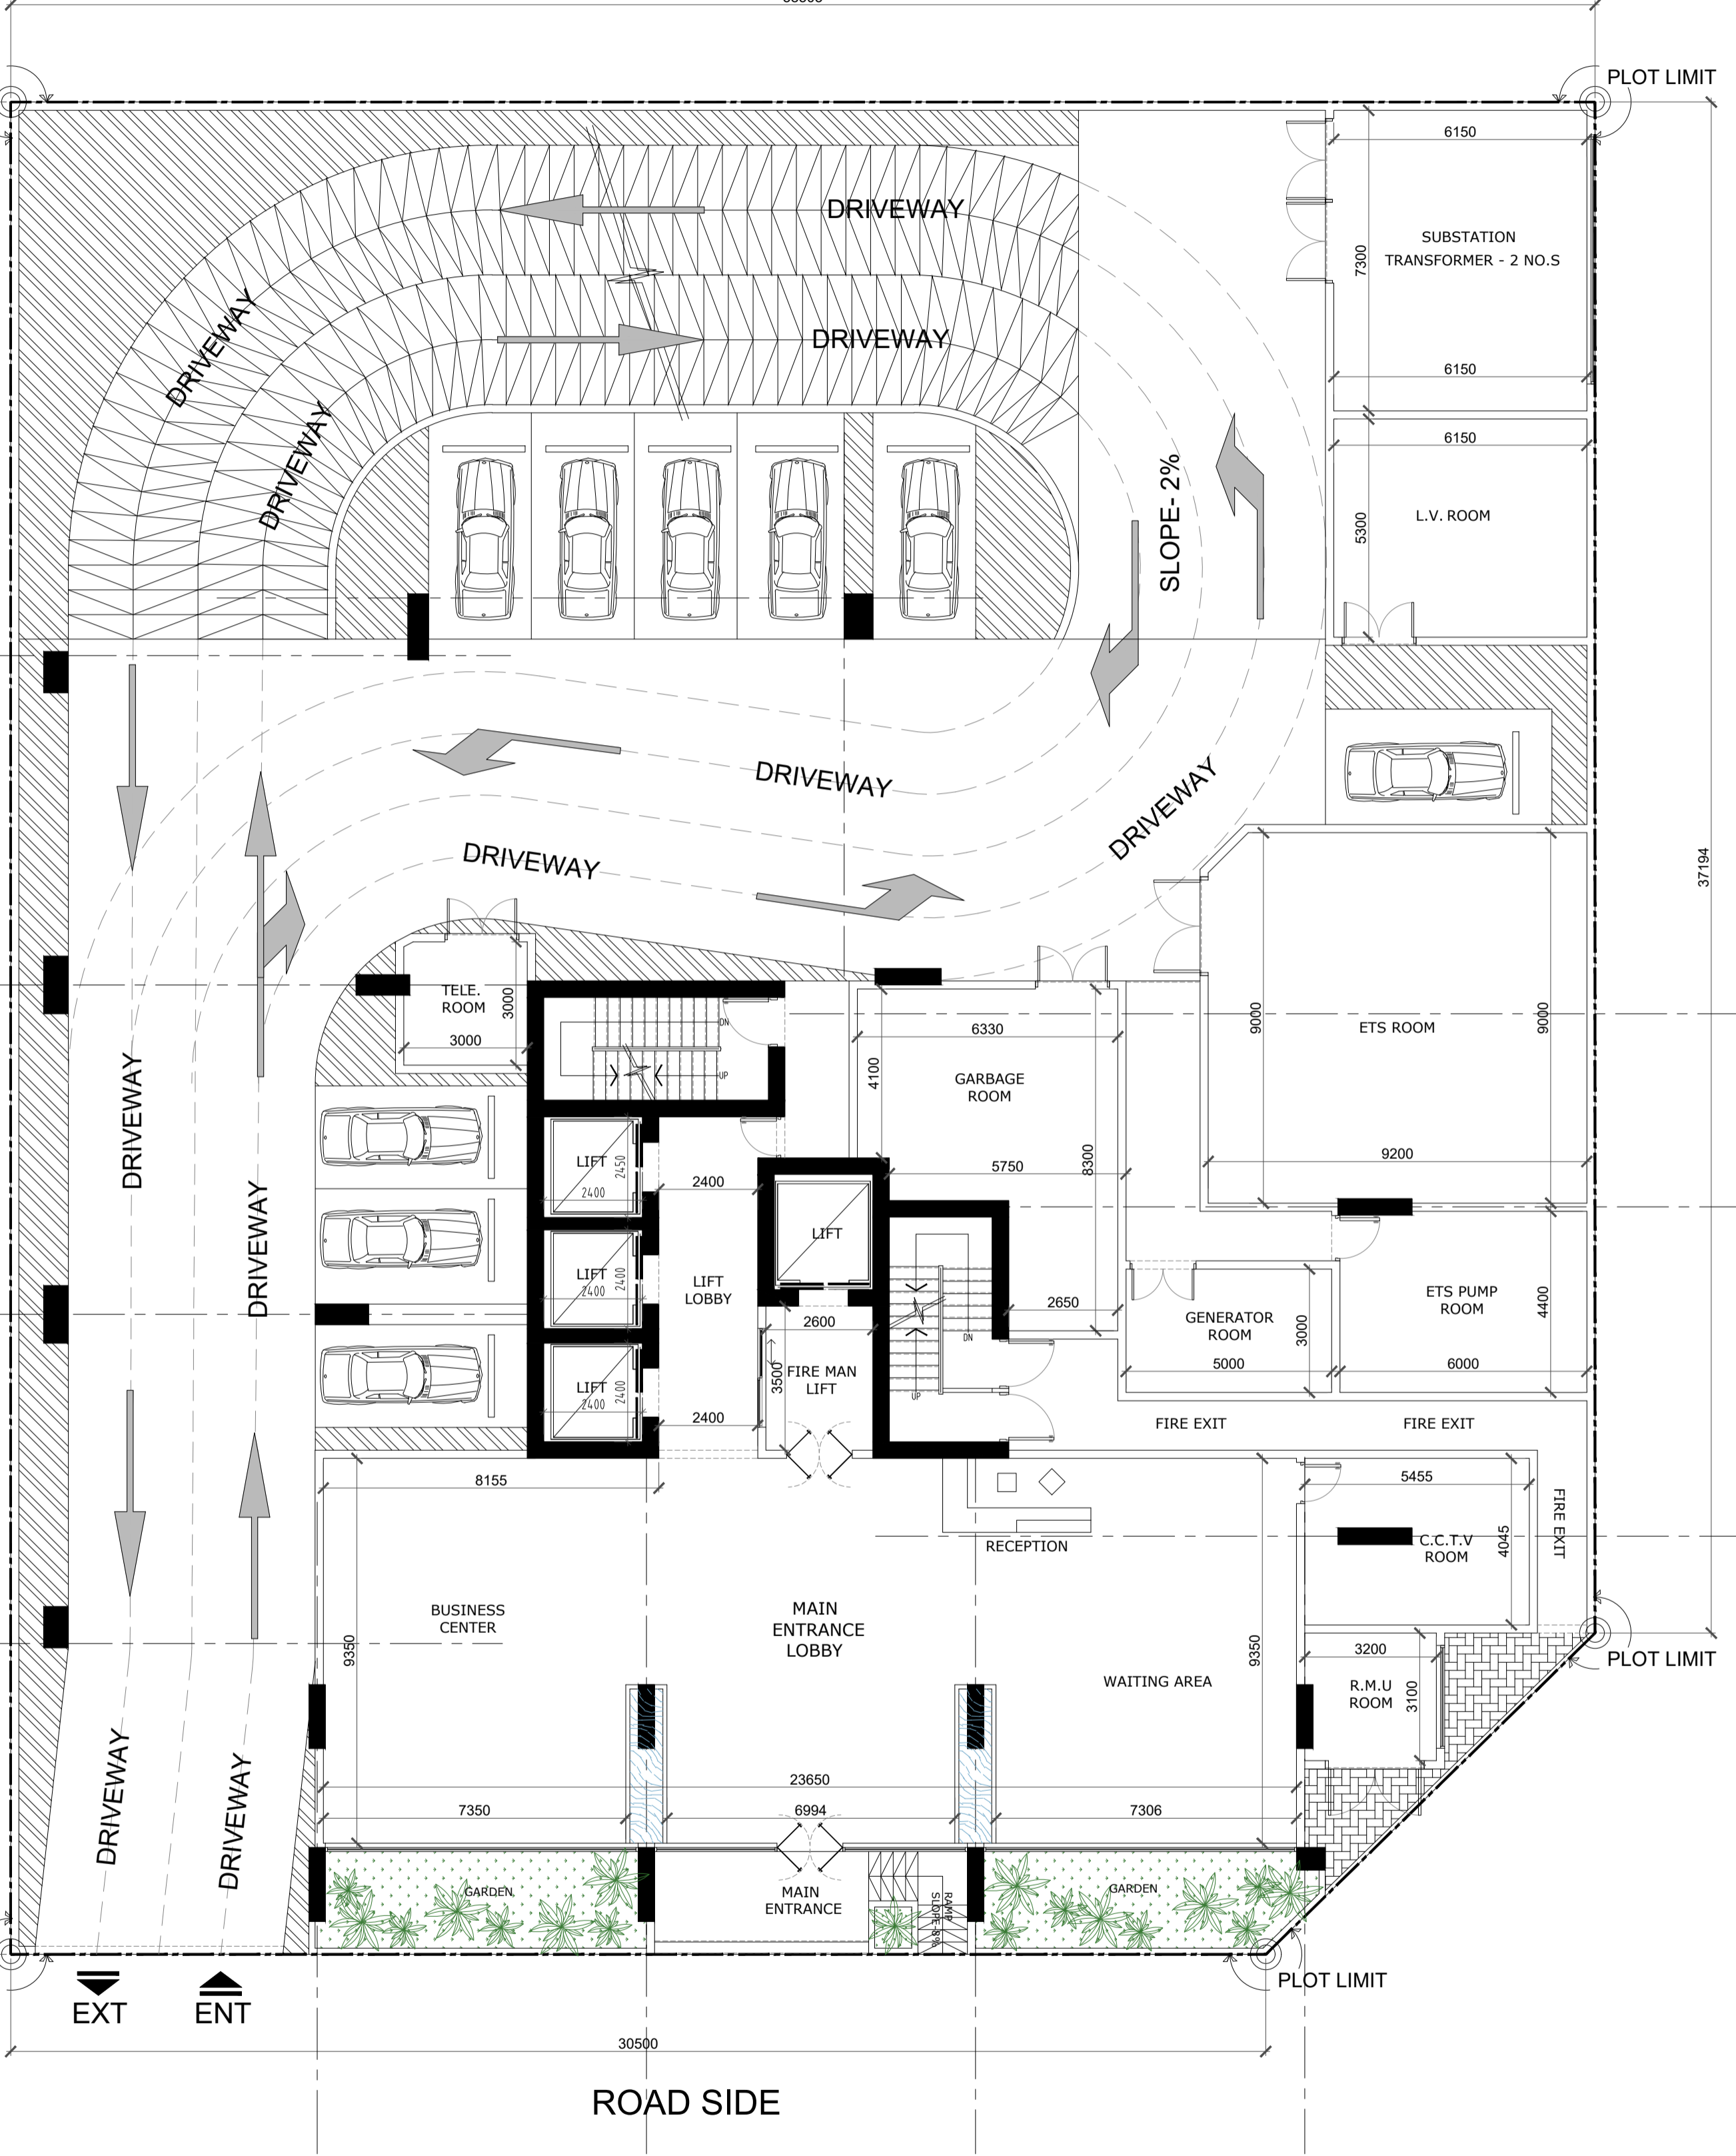 PLOT LIMIT
6150
DRIVEWAY
SUBSTATION
TRANSFORMER - 2 NO.S
7300
DRIVEWAY
DRIVEWAY
6150
DRIVEWAY
6150
SLOPE- 2%
L.V. ROOM
5300
DRIVEWAY
DRIVEWAY
DRIVEWAY
37194
TELE.
ROOM
3000
3000
DN
UP
6330
4100
GARBAGE
ROOM
9000
ETS ROOM
9000
DRIVEWAY
LIFT
2450
2400
2400
5750
8300
9200
DRIVEWAY
LIFT
LIFT
2400
2400
LIFT
LOBBY
2650
DN
UP
ETS PUMP
ROOM
4400
GENERATOR
ROOM
3000
5000
6000
2600
3500
FIRE MAN
LIFT
LIFT
2400
2400
2400
FIRE EXIT
FIRE EXIT
8155
5455
FIRE EXIT
C.C.T.V
ROOM
4045
RECEPTION
BUSINESS
CENTER
MAIN
ENTRANCE
LOBBY
9350
9350
WAITING AREA
3200
R.M.U
ROOM
3100
PLOT LIMIT
DRIVEWAY
DRIVEWAY
23650
7350
6994
7306
GARDEN
MAIN
ENTRANCE
RAMP
SLOPE-8%
GARDEN
PLOT LIMIT
EXT
ENT
30500
ROAD SIDE